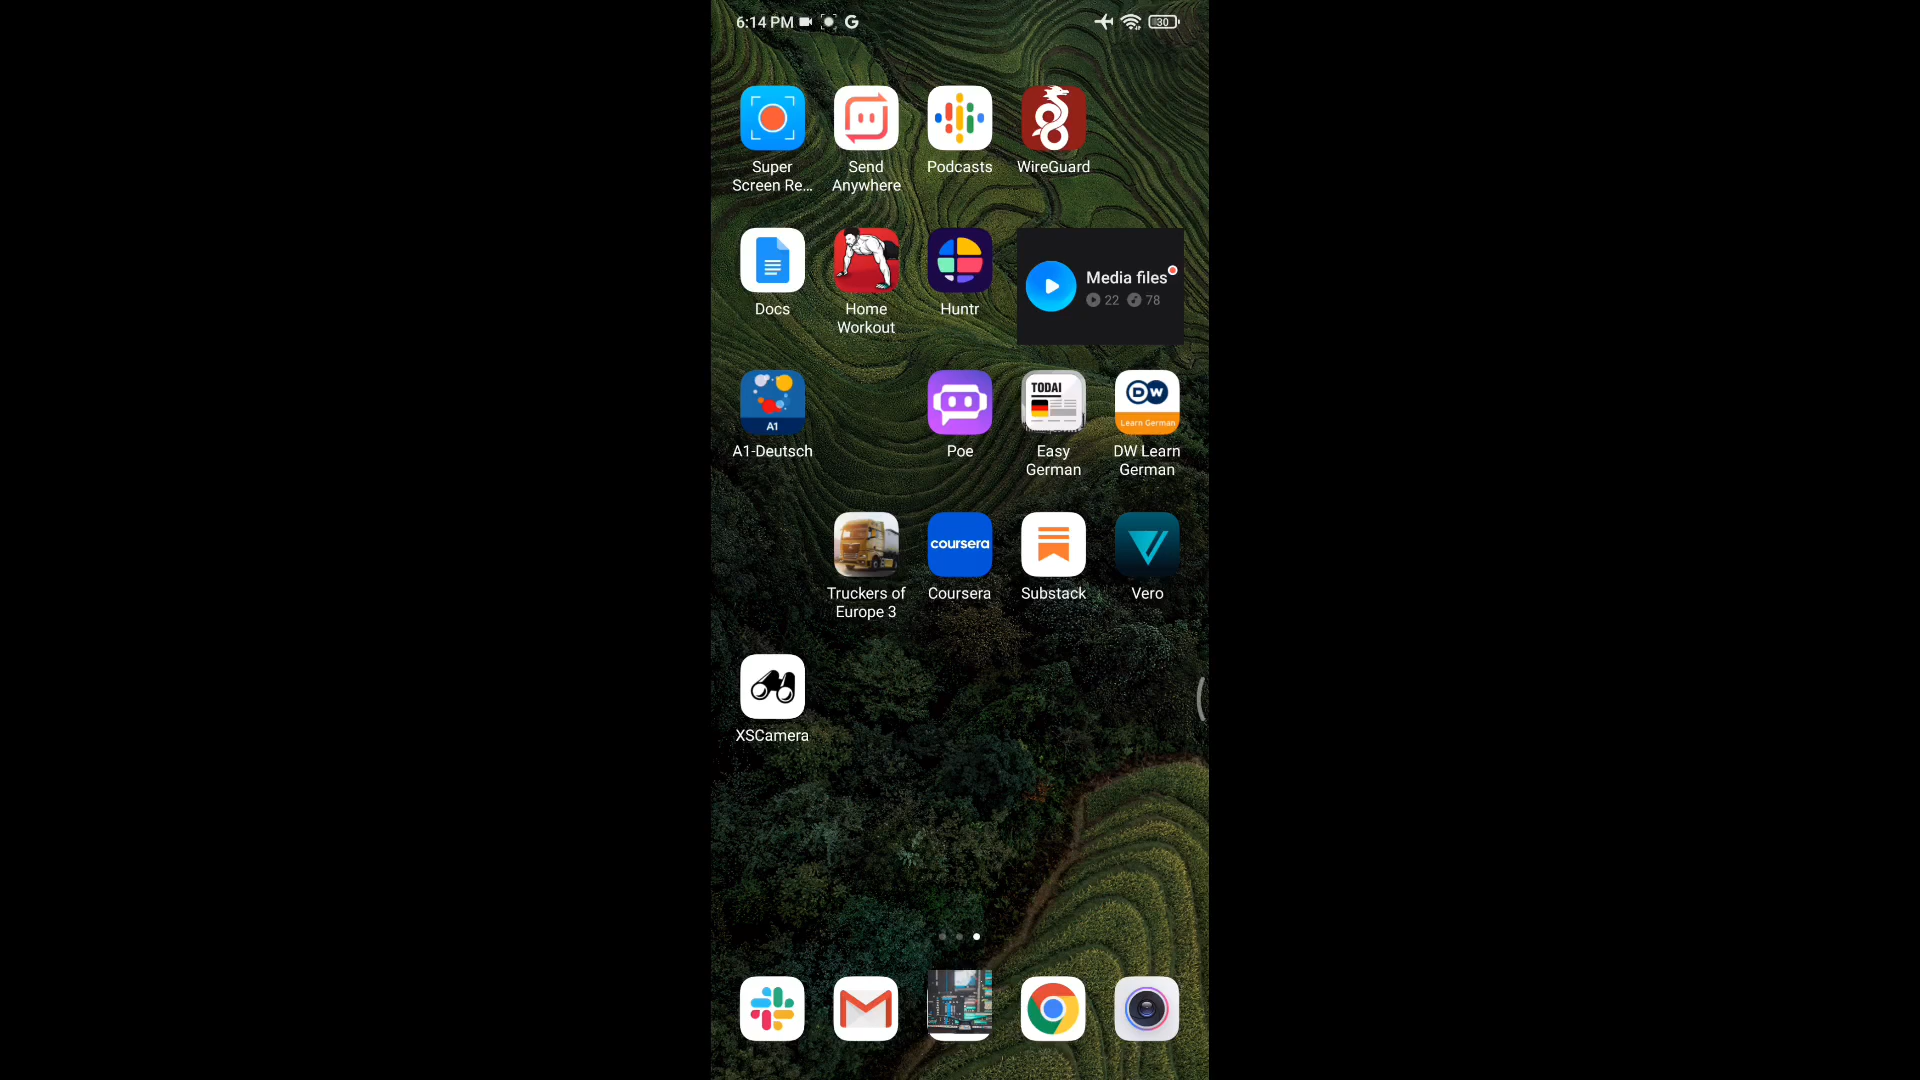 6:14 PM
30
Super
Screen Re...
Send
Anywhere
Podcasts
WireGuard
Docs
Home
Workout
Huntr
Media files
22 78
A1
A1-Deutsch
Poe
TODAI
Easy
German
DW
Learn German
DW Learn
German
Truckers of
Europe 3
coursera
Coursera
Substack
Vero
XSCamera